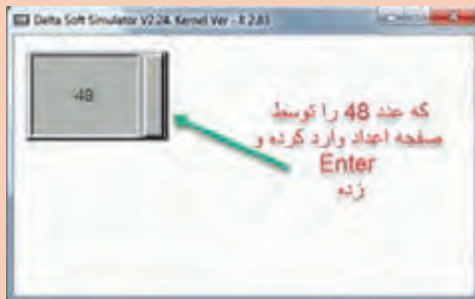 Delta Soft Simulator V2.24, Kernel Ver - R 2.83
48
که عدد 48 را توسط
صفحه اعداد وارد کرده و
Enter
زده